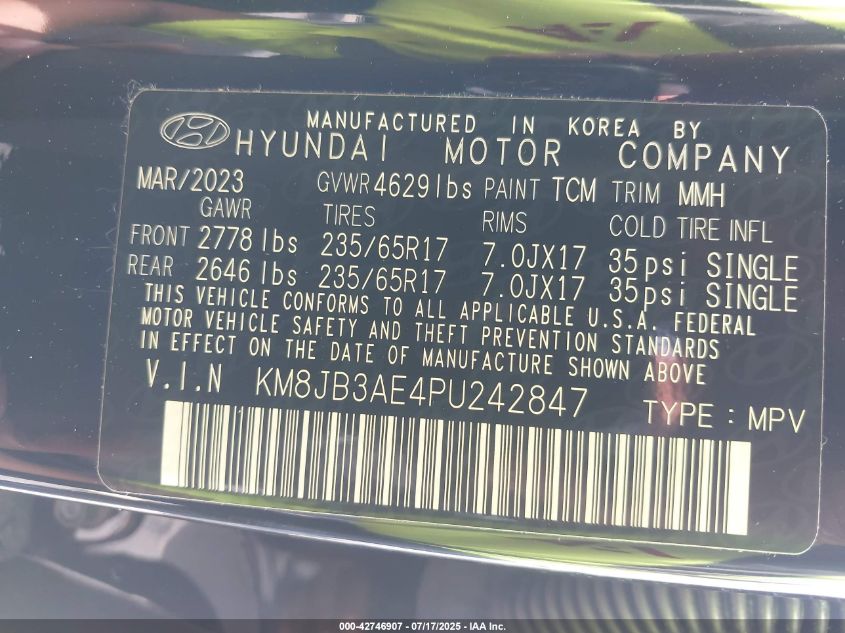 MANUFACTURED IN KOREA BY
HYUNDAI MOTOR COMPANY
MAR/2023 GVWR 4629 lbs PAINT TCM TRIM MMH
GAWR TIRES RIMS COLD TIRE INFL
FRONT 2778 lbs 235/65R17 7.0JX17 35psi SINGLE
REAR 2646 lbs 235/65R17 7.0JX17 35psi SINGLE
THIS VEHICLE CONFORMS TO ALL APPLICABLE U.S.A. FEDERAL
MOTOR VEHICLE SAFETY AND THEFT PREVENTION STANDARDS
IN EFFECT ON THE DATE OF MANUFACTURE SHOWN ABOVE
V.I.N KM8JB3AE4PU242847 TYPE : MPV
000-42746907 - 07/17/2025 - IAA Inc.